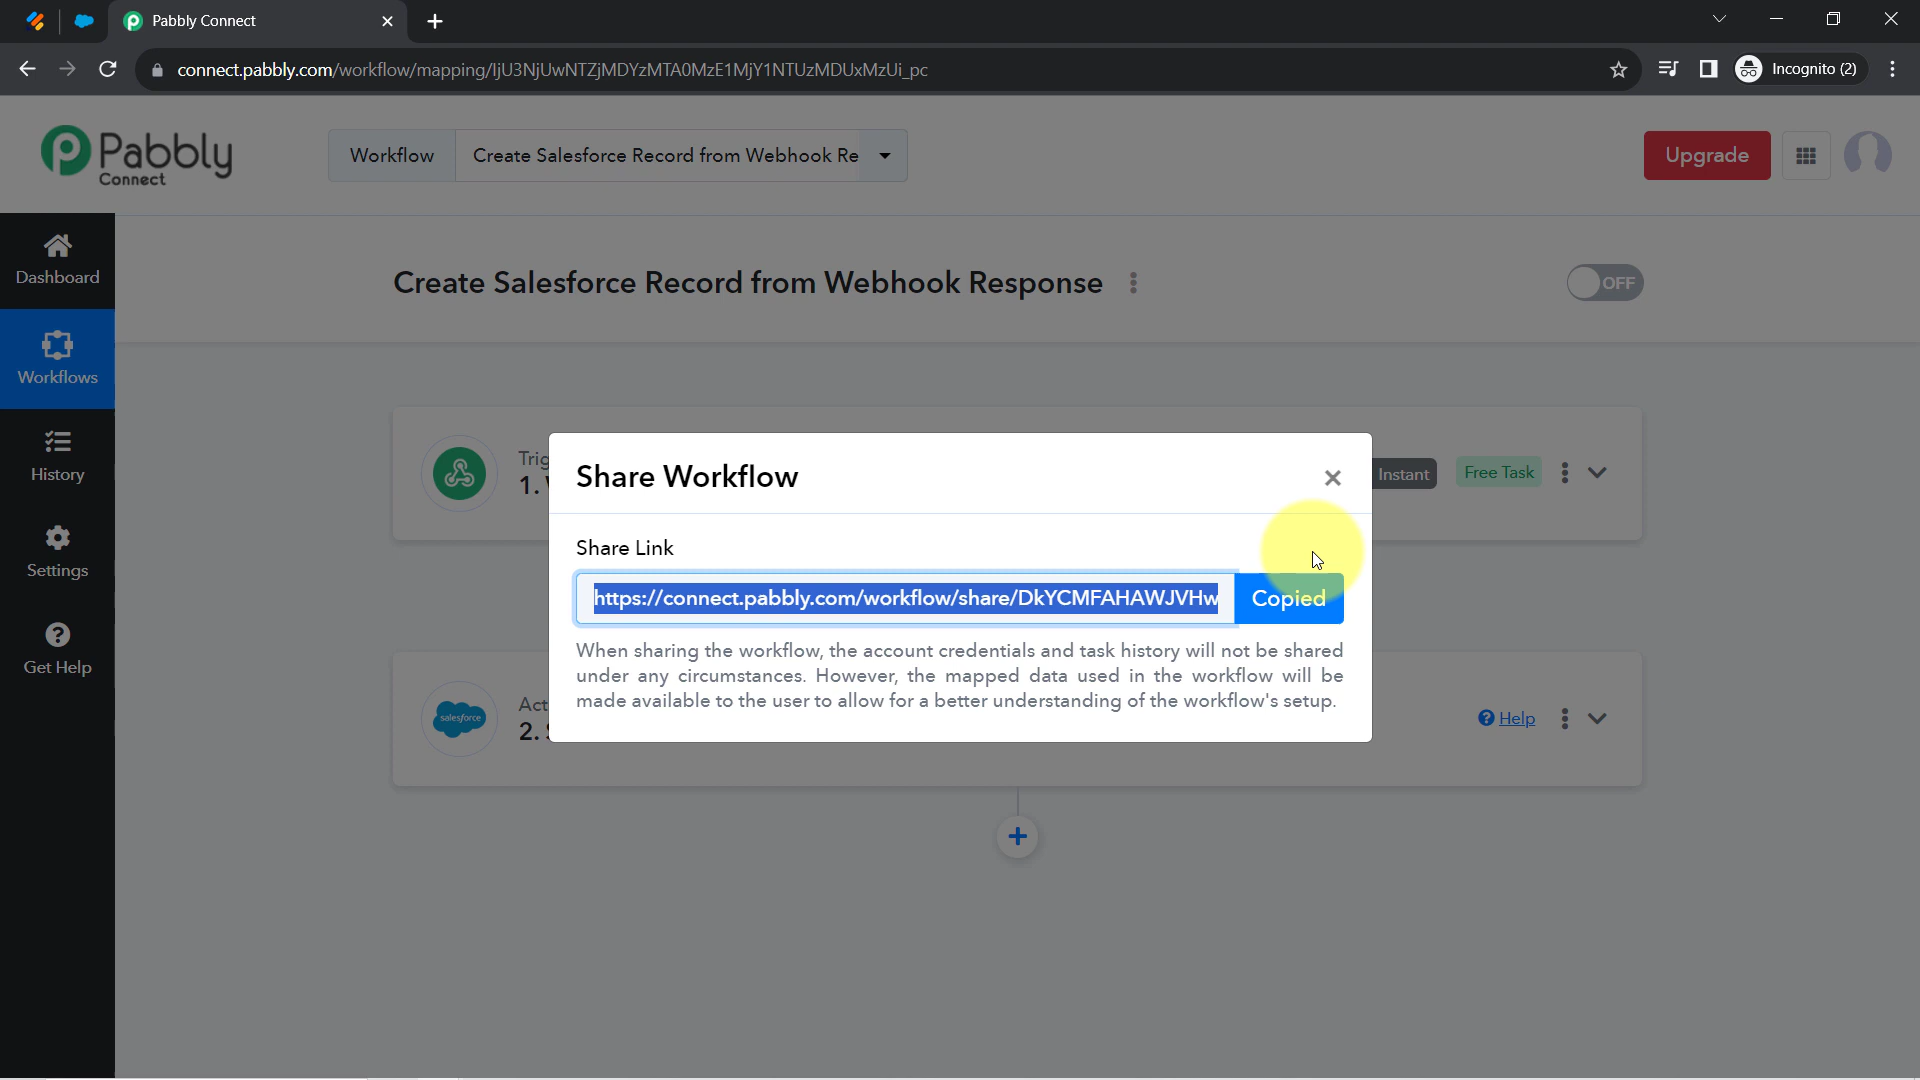 Pabbly Connect
connect.pabbly.com/workflow/mapping/IjU3NjUwNTZjMDYzMTA0MzE1MjY1NTUzMDUxMzUi_pc
Incognito (2)
Pabbly
Connect
Workflow
Create Salesforce Record from Webhook Re
Upgrade
Dashboard
Workflows
History
Settings
Get Help
Create Salesforce Record from Webhook Response
OFF
Trig
1.
Instant
Free Task
Share Workflow
Share Link
https://connect.pabbly.com/workflow/share/DkYCMFAHAWJVHw
Copied
When sharing the workflow, the account credentials and task history will not be shared
under any circumstances. However, the mapped data used in the workflow will be
made available to the user to allow for a better understanding of the workflow's setup.
salesforce
Act
2.
Help